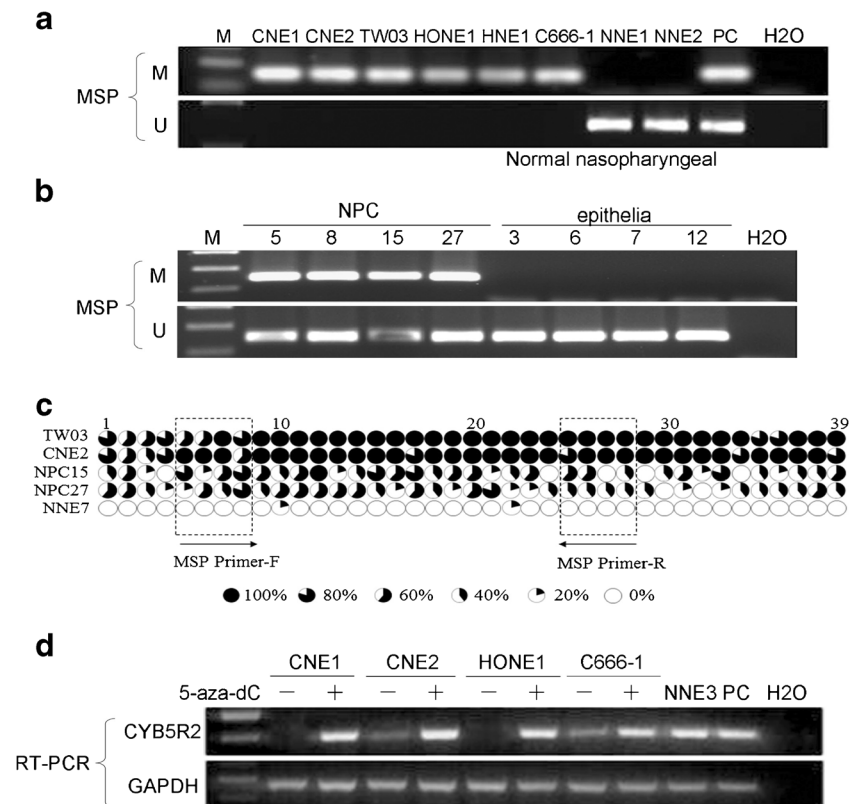 a
M CNE1 CNE2 TW03 HONE1 HNE1 C666-1 NNE1 NNE2 PC H2O
MSP
M
U
Normal nasopharyngeal
b
NPC epithelia
M 5 8 15 27 3 6 7 12 H2O
MSP
M
U
c
1 10 20 30 39
TW03
CNE2
NPC15
NPC27
NNE7
MSP Primer-F MSP Primer-R
100% 80% 60% 40% 20% 0%
d
CNE1 CNE2 HONE1 C666-1
5-aza-dC − + − + − + − + NNE3 PC H2O
RT-PCR
CYB5R2
GAPDH